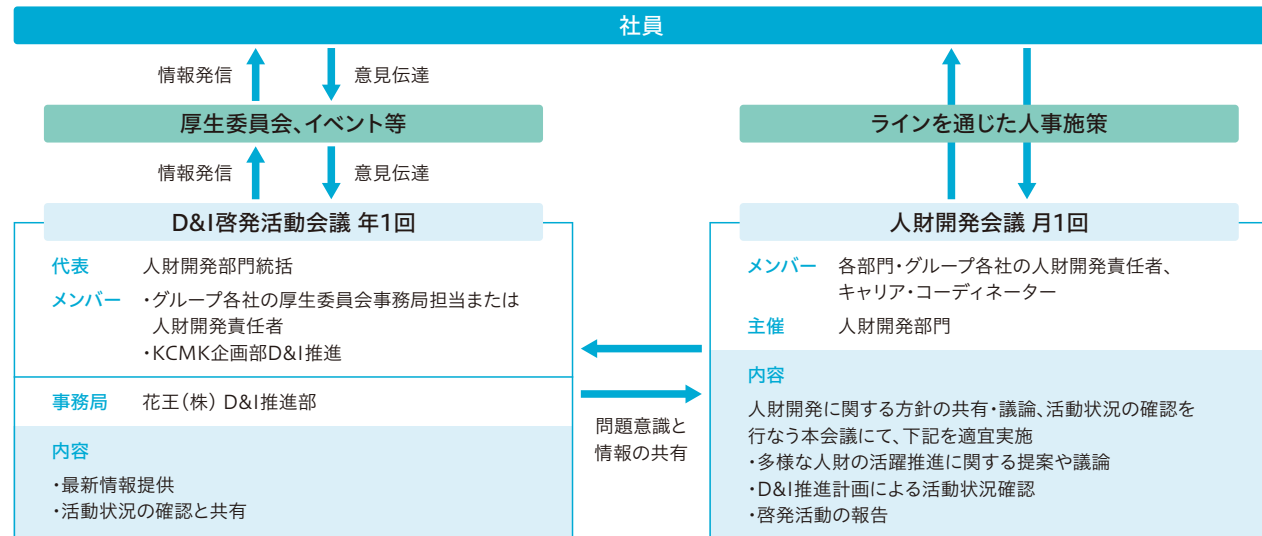 社員
情報発信
意見伝達
厚生委員会、イベント等
情報発信
意見伝達
D&I啓発活動会議 年1回
代表 人財開発部門統括
メンバー ・グループ各社の厚生委員会事務局担当または
人財開発責任者
・KCMK企画部D&I推進
事務局 花王(株) D&I推進部
内容
・最新情報提供
・活動状況の確認と共有
問題意識と
情報の共有
ラインを通じた人事施策
人財開発会議 月1回
メンバー 各部門・グループ各社の人財開発責任者、
キャリア・コーディネーター
主催 人財開発部門
内容
人財開発に関する方針の共有・議論、活動状況の確認を
行なう本会議にて、下記を適宜実施
・多様な人財の活躍推進に関する提案や議論
・D&I推進計画による活動状況確認
・啓発活動の報告